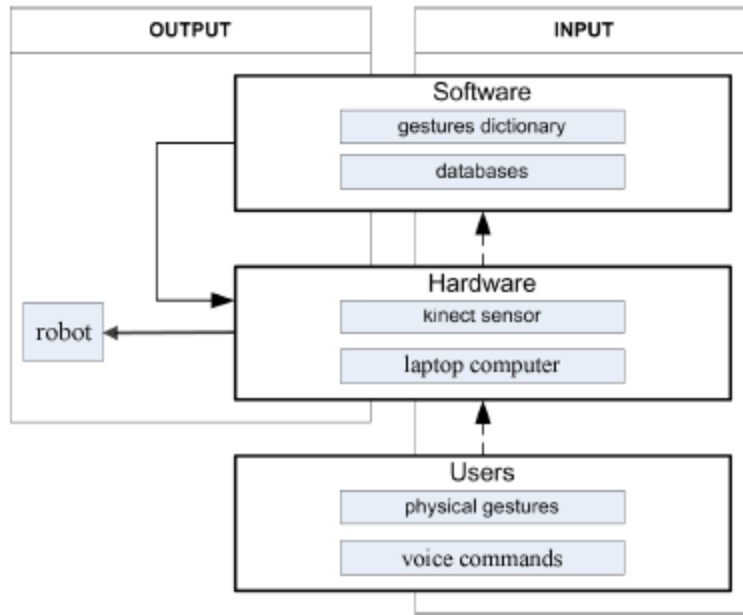 OUTPUT
INPUT
Software
gestures dictionary
databases
Hardware
kinect sensor
robot
laptop computer
Users
physical gestures
voice commands